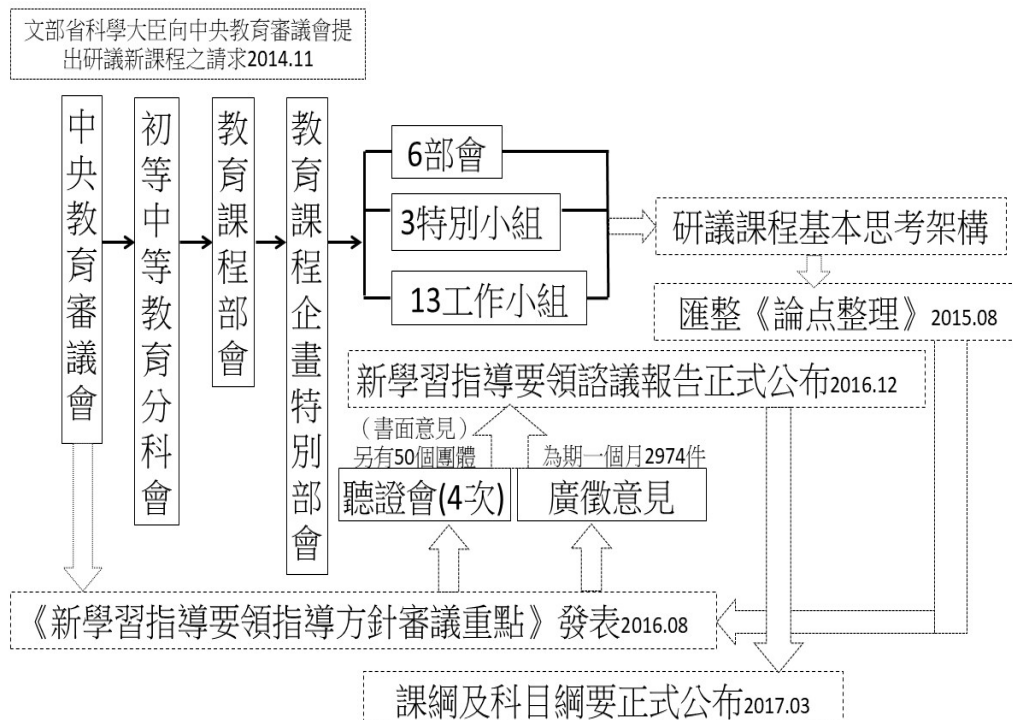 文部省科學大臣向中央教育審議會提
出研議新課程之請求2014.11
中央教育審議會
初等中等教育分科會
教育課程部會
教育課程企畫特別部會
6部會
3特別小組
13工作小組
研議課程基本思考架構
匯整《論点整理》2015.08
新學習指導要領諮議報告正式公布2016.12
（書面意見）
另有50個團體
為期一個月2974件
聽證會(4次)
廣徵意見
《新學習指導要領指導方針審議重點》發表2016.08
課綱及科目綱要正式公布2017.03